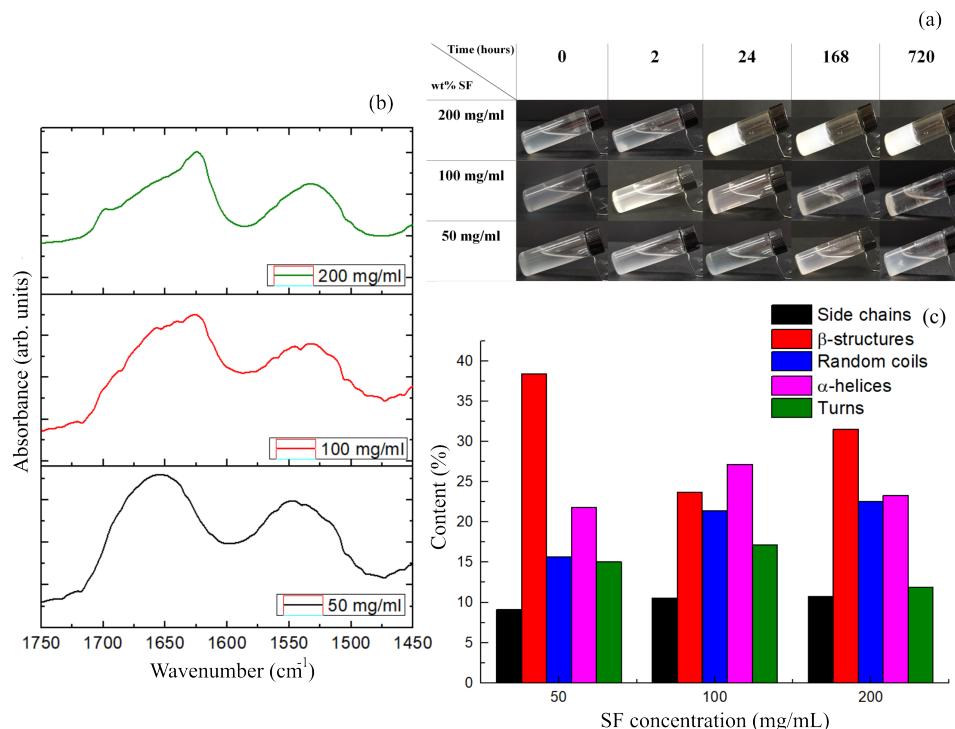 (a)
Time (hours)
wt% SF
0 2 24 168 720
200 mg/ml
100 mg/ml
50 mg/ml
(b)
200 mg/ml
100 mg/ml
50 mg/ml
Absorbance (arb. units)
1750 1700 1650 1600 1550 1500 1450
Wavenumber (cm-1)
(c)
Side chains
β-structures
Random coils
α-helices
Turns
40
35
30
25
20
15
10
5
0
Content (%)
50 100 200
SF concentration (mg/mL)